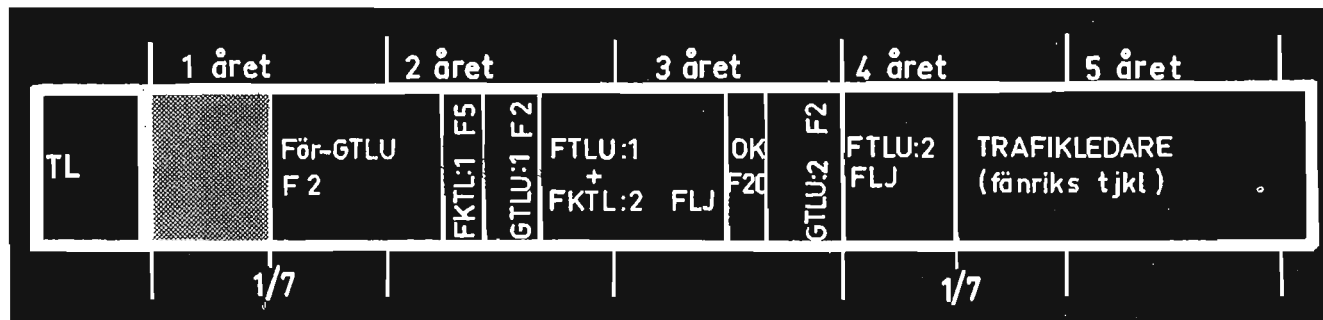 1 året 2 året 3 året 4 året 5 året
TL
För-GTLU
F 2
FKTL:1 F5
GTLU:1 F2
FTLU:1
+
FKTL:2 FLJ
OK
F20
GTLU:2 F2
FTLU:2
FLJ
TRAFIKLEDARE
(fänriks tjkl)
1/7 1/7